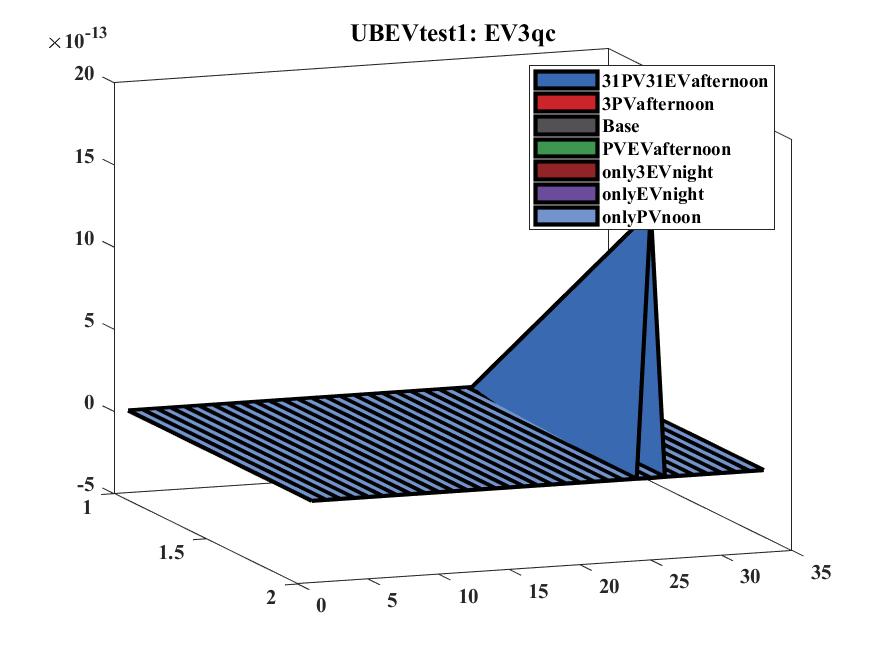 UBEVtest1: EV3qc
×10-13
20
15
10
5
0
-5
31PV31EVafternoon
3PVafternoon
Base
PVEVafternoon
only3EVnight
onlyEVnight
onlyPVnoon
1
1.5
2
0
5
10
15
20
25
30
35